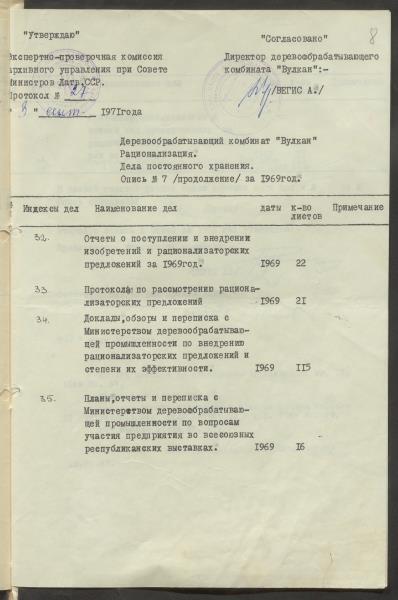 8
"Утверждаю"
"Согласовано"
Экспертно-проверочная комиссия
архивного управления при Совете
Министров Латв.ССР.
Протокол № 27
" 3 " сент 1971года
Директор деревообрабатывающего
комбината "Вулкан":-
/ВЕГИС А./
Деревообрабатывающий комбинат "Вулкан"
Рационализация.
Дела постоянного хранения.
Опись № 7 /продолжение/ за 1969год.
Индексы дел Наименование дел даты к-во листов Примечание
32. Отчеты о поступлении и внедрении
изобретений и рационализаторских
предложений за 1969год. 1969 22
33. Протоколы по рассмотрению рациона-
лизаторских предложений 1969 21
34. Доклады,обзоры и переписка с
Министерством деревообрабатываю-
щей промышленности по внедрению
рационализаторских предложений и
степени их эффективности. 1969 115
35. Планы,отчеты и переписка с
Министерством деревообрабатываю-
щей промышленности по вопросам
участия предприятия во всесоюзных
республиканских выставках. 1969 16